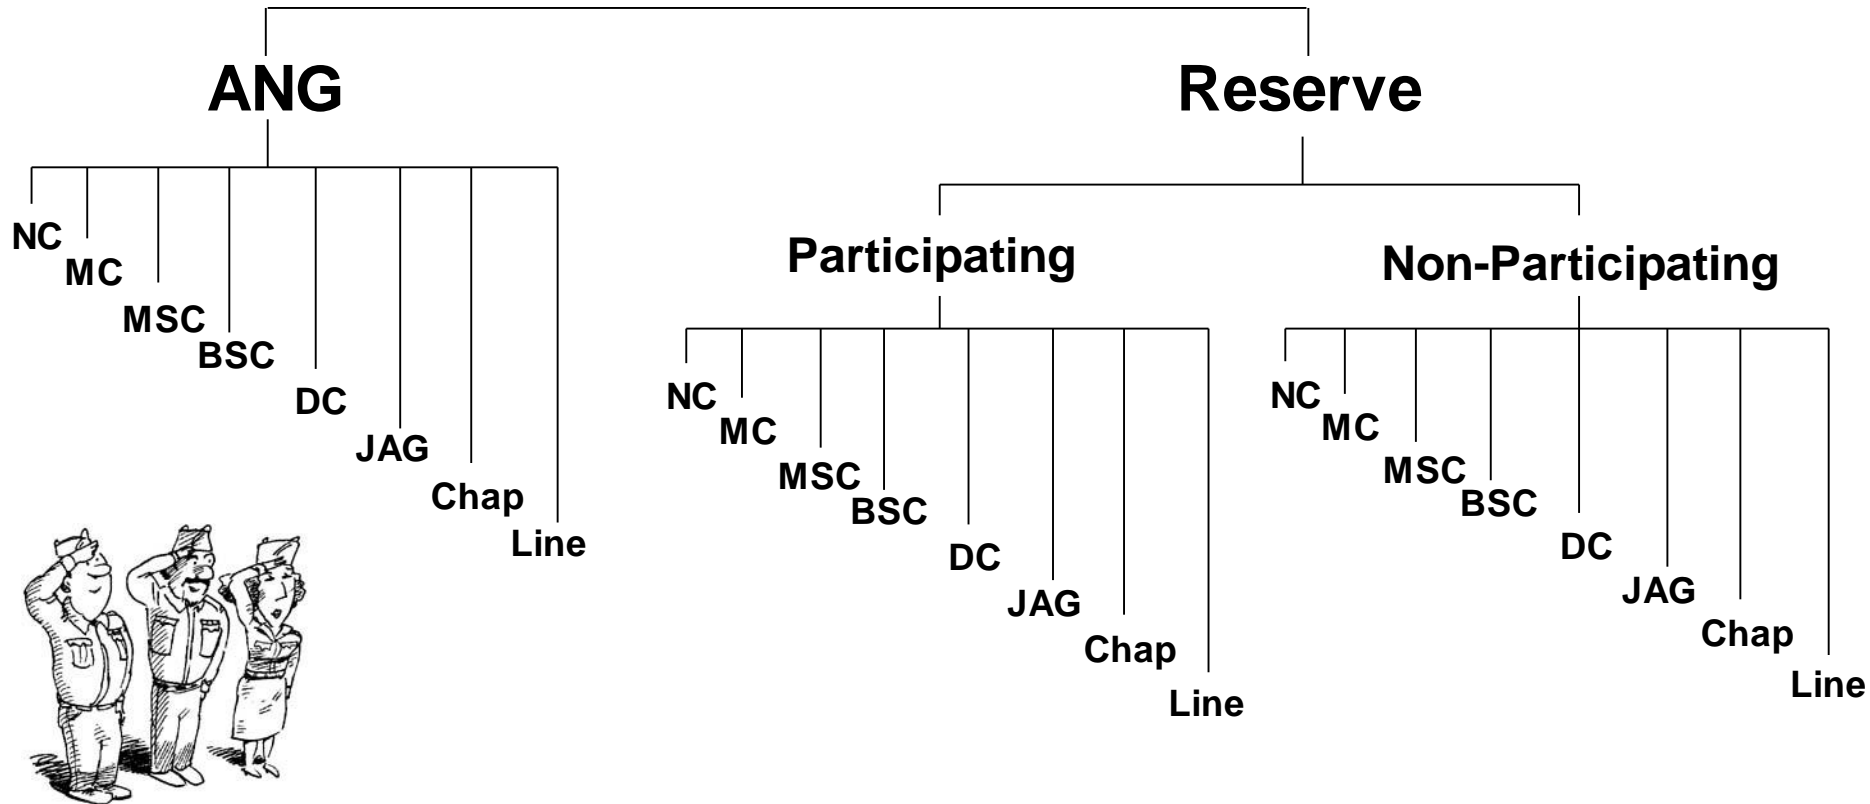 ANG
NC
MC
MSC
BSC
DC
JAG
Chap
Line
Reserve
Participating
NC
MC
MSC
BSC
DC
JAG
Chap
Line
Non-Participating
NC
MC
MSC
BSC
DC
JAG
Chap
Line